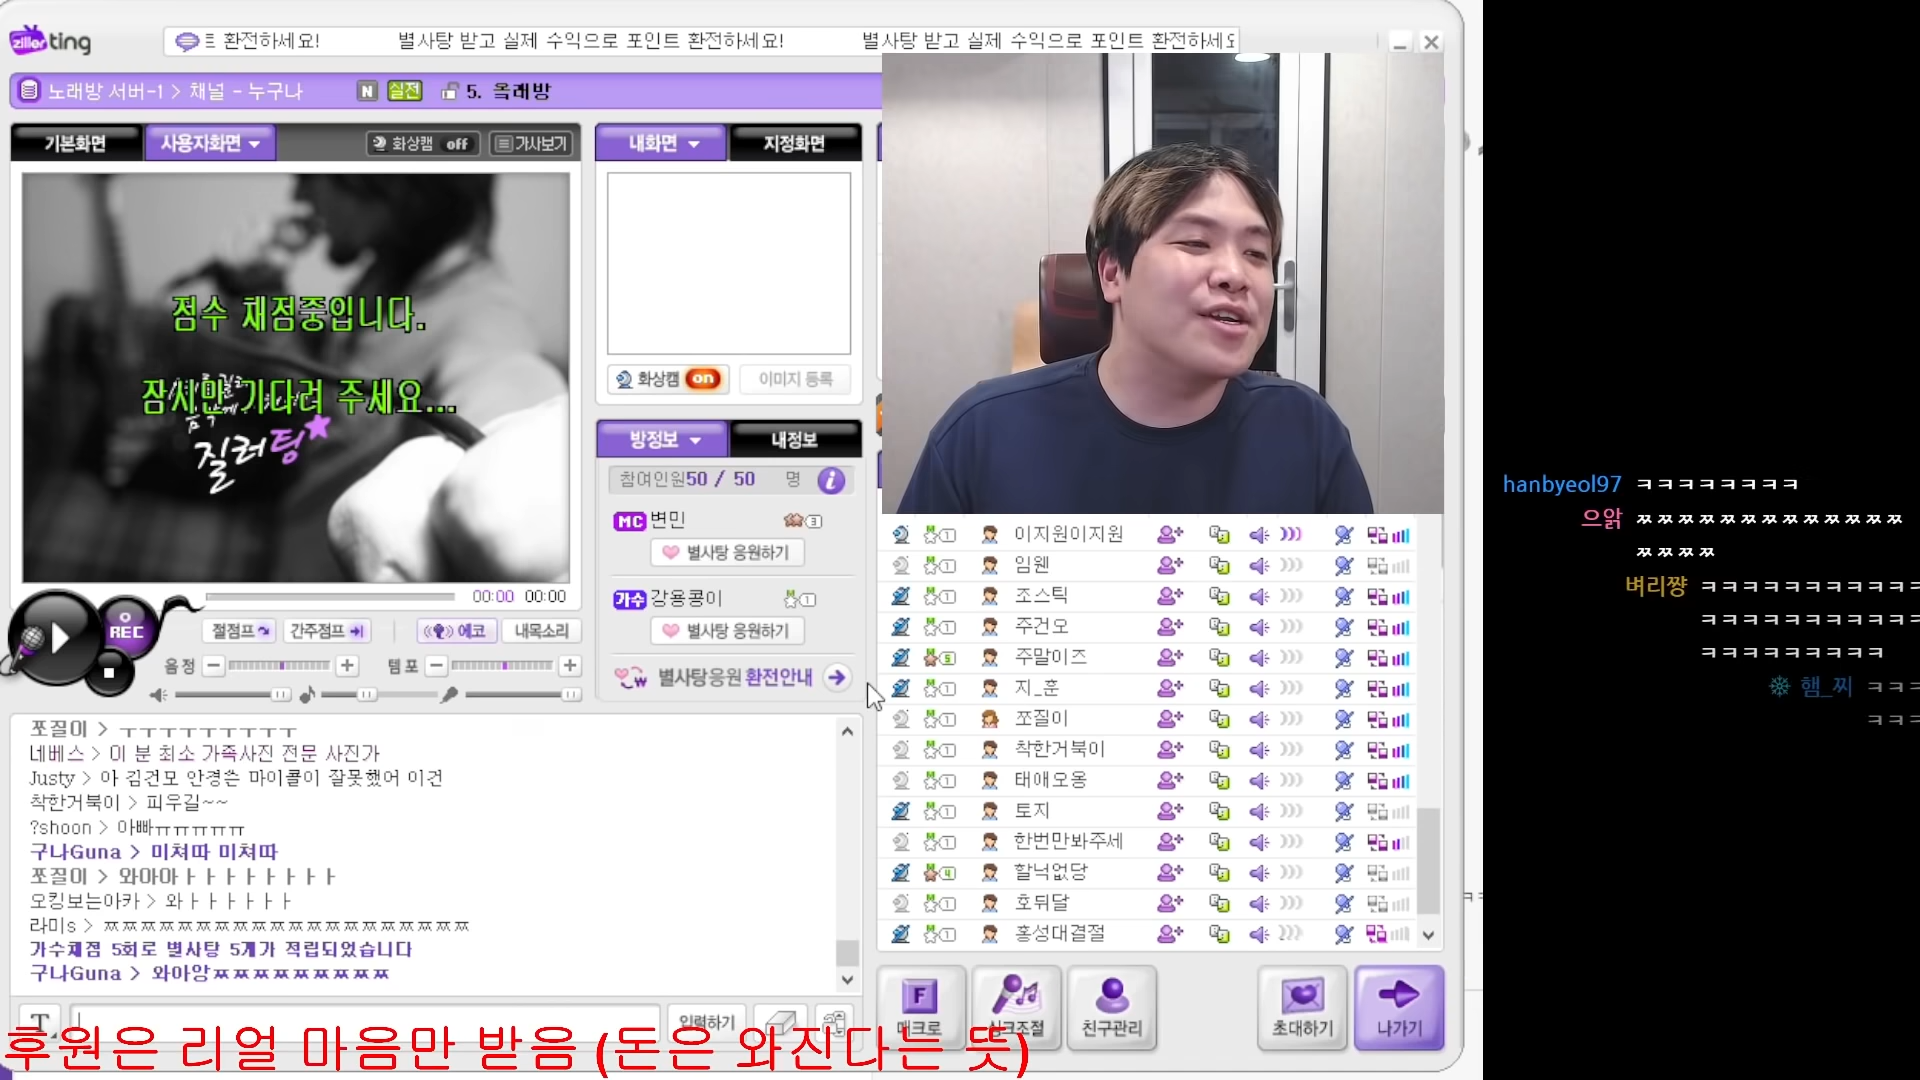 zillerting
트 환전하세요! 별사탕 받고 실제 수익으로 포인트 환전하세요! 별사탕 받고 실제 수익으로 포인트 환전하세요
노래방 서버-1 > 채널 - 누구나 N 실전 5. 옥래방
기본화면 사용자화면 화상캠 off 가사보기
내화면 지정화면
점수 채점중입니다.
잠시만 기다려 주세요...
질러팅
화상캠 on 이미지 등록
방정보 내정보
참여인원50 / 50 명
MC 변민 3
별사탕 응원하기
가수 강용콩이 1
별사탕 응원하기
별사탕응원 환전안내
00:00 00:00
REC
절점프 간주점프 에코 내목소리
음정 템포
쪼질이 > ㅜㅜㅜㅜㅜㅜㅜㅜㅜ
네베스 > 이 분 최소 가족사진 전문 사진가
Justy > 아 김건모 안경쓴 마이콜이 잘못했어 이건
착한거북이 > 피우길~~
?shoon > 아빠ㅠㅠㅠㅠㅠ
구나Guna > 미쳐따 미쳐따
쪼질이 > 와아아ㅏㅏㅏㅏㅏㅏㅏㅏ
오킹보는아카 > 와ㅏㅏㅏㅏㅏㅏ
라미s > ㅉㅉㅉㅉㅉㅉㅉㅉㅉㅉㅉㅉㅉㅉㅉㅉㅉㅉ
가수채점 5회로 별사탕 5개가 적립되었습니다
구나Guna > 와아앙ㅉㅉㅉㅉㅉㅉㅉㅉㅉ
T 입력하기
이지원이지원
임웬
조스틱
주건오
주말이즈
지_훈
쪼질이
착한거북이
태애오옹
토지
한번만봐주세
할닉없당
호뒤달
홍성대결절
F 매크로 싱크조절 친구관리 초대하기 나가기
후원은 리얼 마음만 받음 (돈은 와진다는 뜻)
hanbyeol97 ㅋㅋㅋㅋㅋㅋㅋㅋ
으앍 ㅉㅉㅉㅉㅉㅉㅉㅉㅉㅉㅉㅉㅉ
ㅉㅉㅉㅉ
벼리쨩 ㅋㅋㅋㅋㅋㅋㅋㅋㅋㅋㅋ
ㅋㅋㅋㅋㅋㅋㅋㅋㅋㅋㅋ
ㅋㅋㅋㅋㅋㅋㅋㅋㅋ
햄_찌 ㅋㅋㅋ
ㅋㅋㅋ